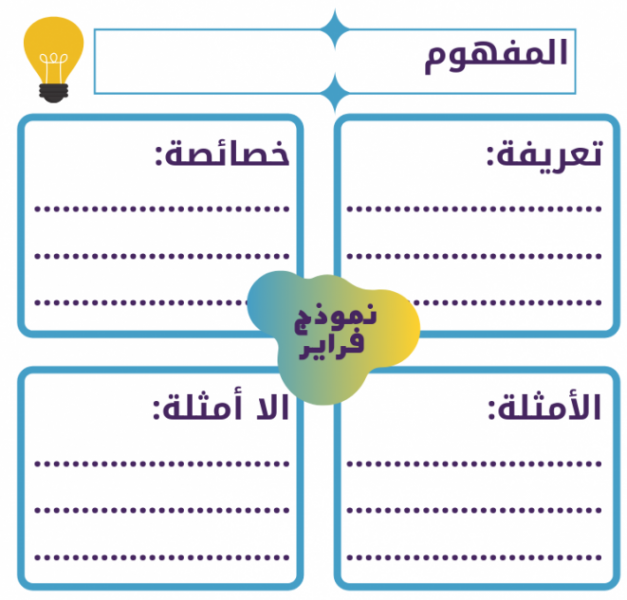 المفهوم
تعريفة:
خصائصة:
نموذج
فراير
الأمثلة:
الا أمثلة: